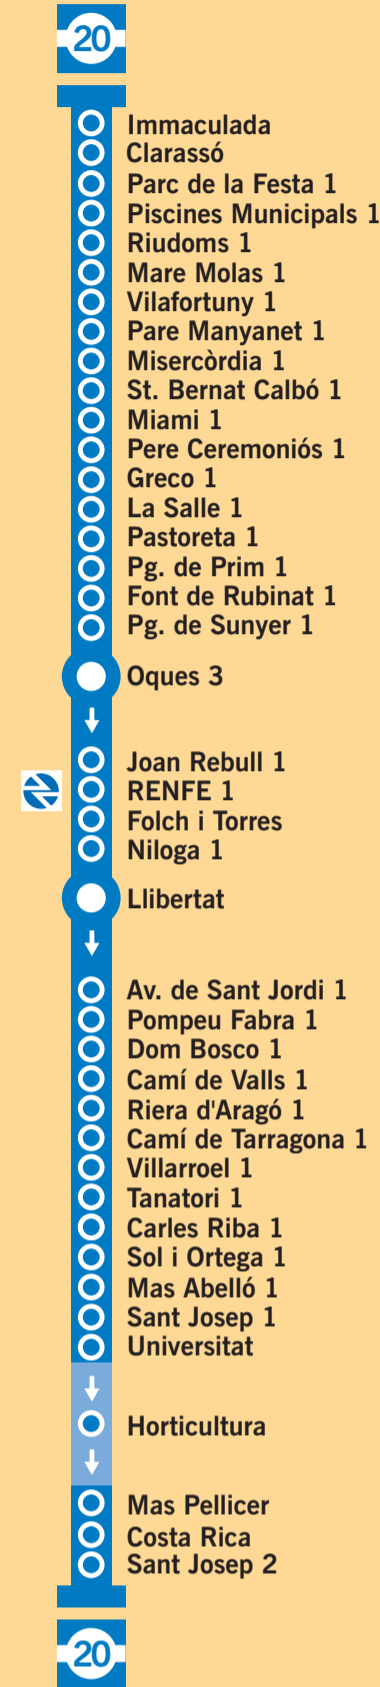 20
Immaculada
Clarassó
Parc de la Festa 1
Piscines Municipals 1
Riudoms 1
Mare Molas 1
Vilafortuny 1
Pare Manyanet 1
Misercòrdia 1
St. Bernat Calbó 1
Miami 1
Pere Ceremoniós 1
Greco 1
La Salle 1
Pastoreta 1
Pg. de Prim 1
Font de Rubinat 1
Pg. de Sunyer 1
Oques 3
Joan Rebull 1
RENFE 1
Folch i Torres
Niloga 1
Llibertat
Av. de Sant Jordi 1
Pompeu Fabra 1
Dom Bosco 1
Camí de Valls 1
Riera d'Aragó 1
Camí de Tarragona 1
Villarroel 1
Tanatori 1
Carles Riba 1
Sol i Ortega 1
Mas Abelló 1
Sant Josep 1
Universitat
Horticultura
Mas Pellicer
Costa Rica
Sant Josep 2
20